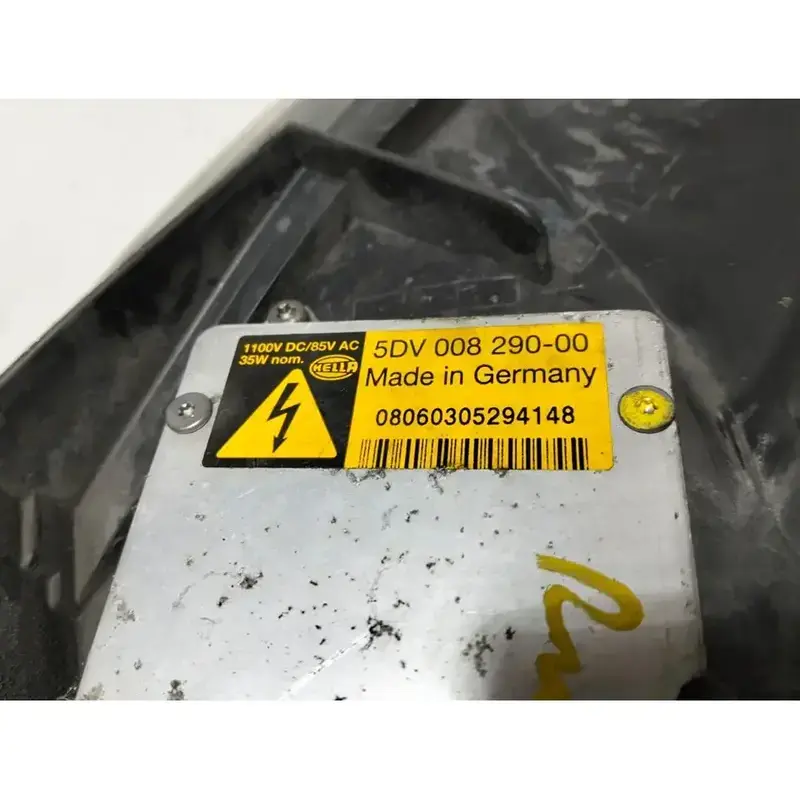 1100V DC/85V AC
35W nom.
HELLA
5DV 008 290-00
Made in Germany
08060305294148